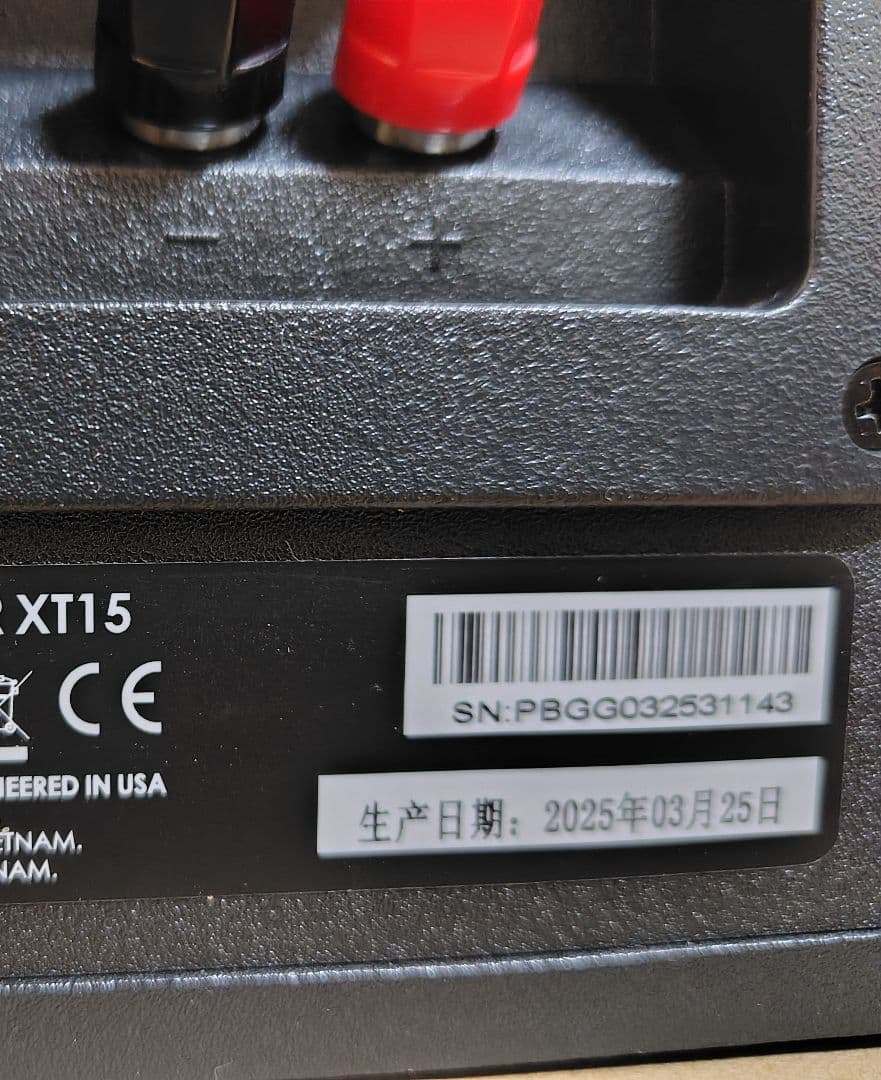 − +
R XT15
CE
SN:PBGG032531143
NEERED IN USA
生产日期：2025年03月25日
ETNAM.
NAM.